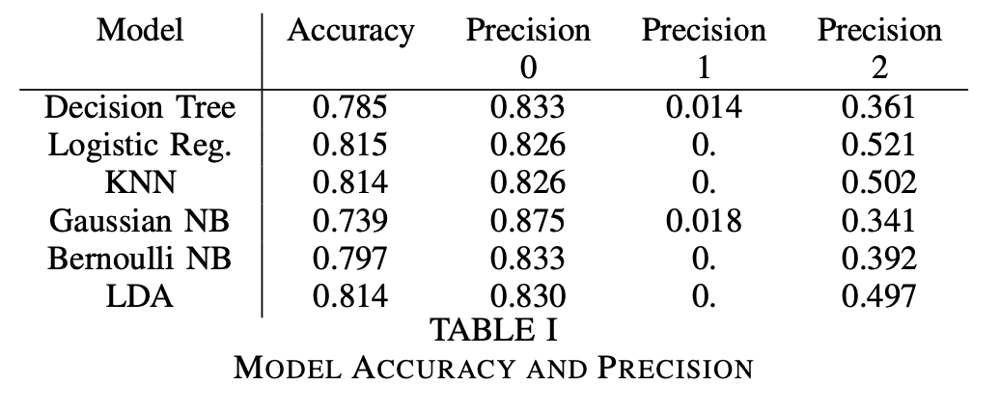 Model Accuracy Precision Precision Precision
0 1 2
Decision Tree 0.785 0.833 0.014 0.361
Logistic Reg. 0.815 0.826 0. 0.521
KNN 0.814 0.826 0. 0.502
Gaussian NB 0.739 0.875 0.018 0.341
Bernoulli NB 0.797 0.833 0. 0.392
LDA 0.814 0.830 0. 0.497
TABLE I
MODEL ACCURACY AND PRECISION